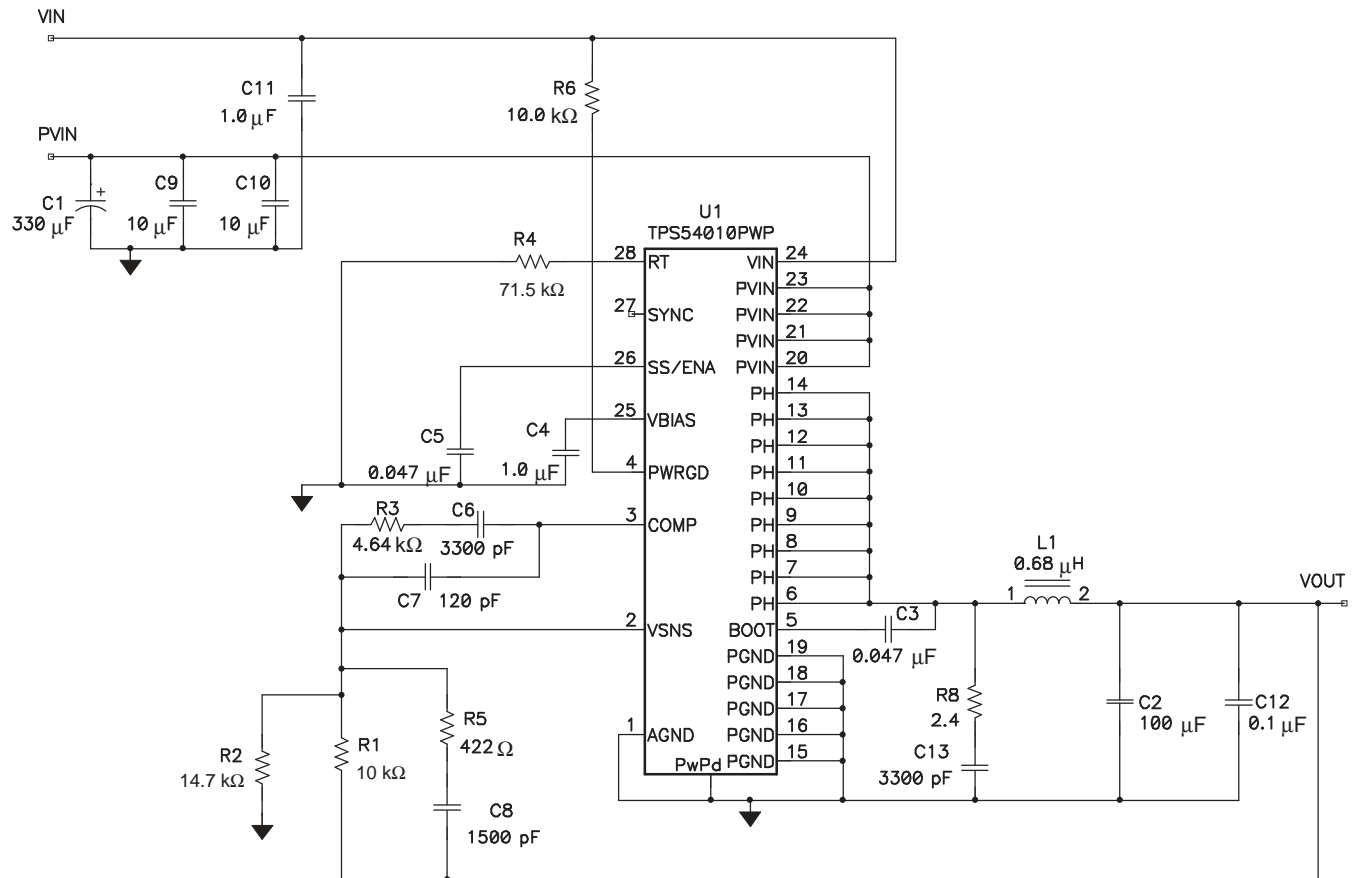 VIN
C11
1.0 μF
R6
10.0 kΩ
PVIN
C1
330 μF
+
C9
10 μF
C10
10 μF
U1
TPS54010PWP
R4
71.5 kΩ
28 RT
27 SYNC
26 SS/ENA
25 VBIAS
4 PWRGD
3 COMP
2 VSNS
1 AGND
PwPd
VIN 24
PVIN 23
PVIN 22
PVIN 21
PVIN 20
PH 14
PH 13
PH 12
PH 11
PH 10
PH 9
PH 8
PH 7
PH 6
BOOT 5
PGND 19
PGND 18
PGND 17
PGND 16
PGND 15
C5
0.047 μF
C4
1.0 μF
R3
4.64 kΩ
C6
3300 pF
C7
120 pF
R2
14.7 kΩ
R1
10 kΩ
R5
422 Ω
C8
1500 pF
C3
0.047 μF
L1
0.68 μH
1 2
VOUT
R8
2.4
C13
3300 pF
C2
100 μF
C12
0.1 μF